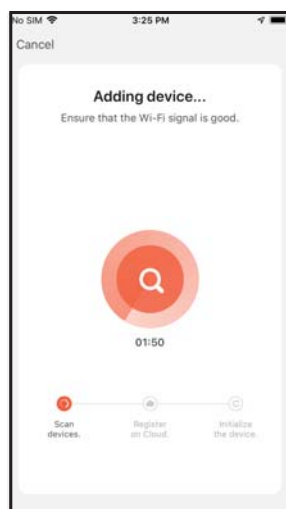 No SIM 3:25 PM
Cancel
Adding device...
Ensure that the Wi-Fi signal is good.
01:50
Scan Register Initialize
devices. on Cloud. the device.